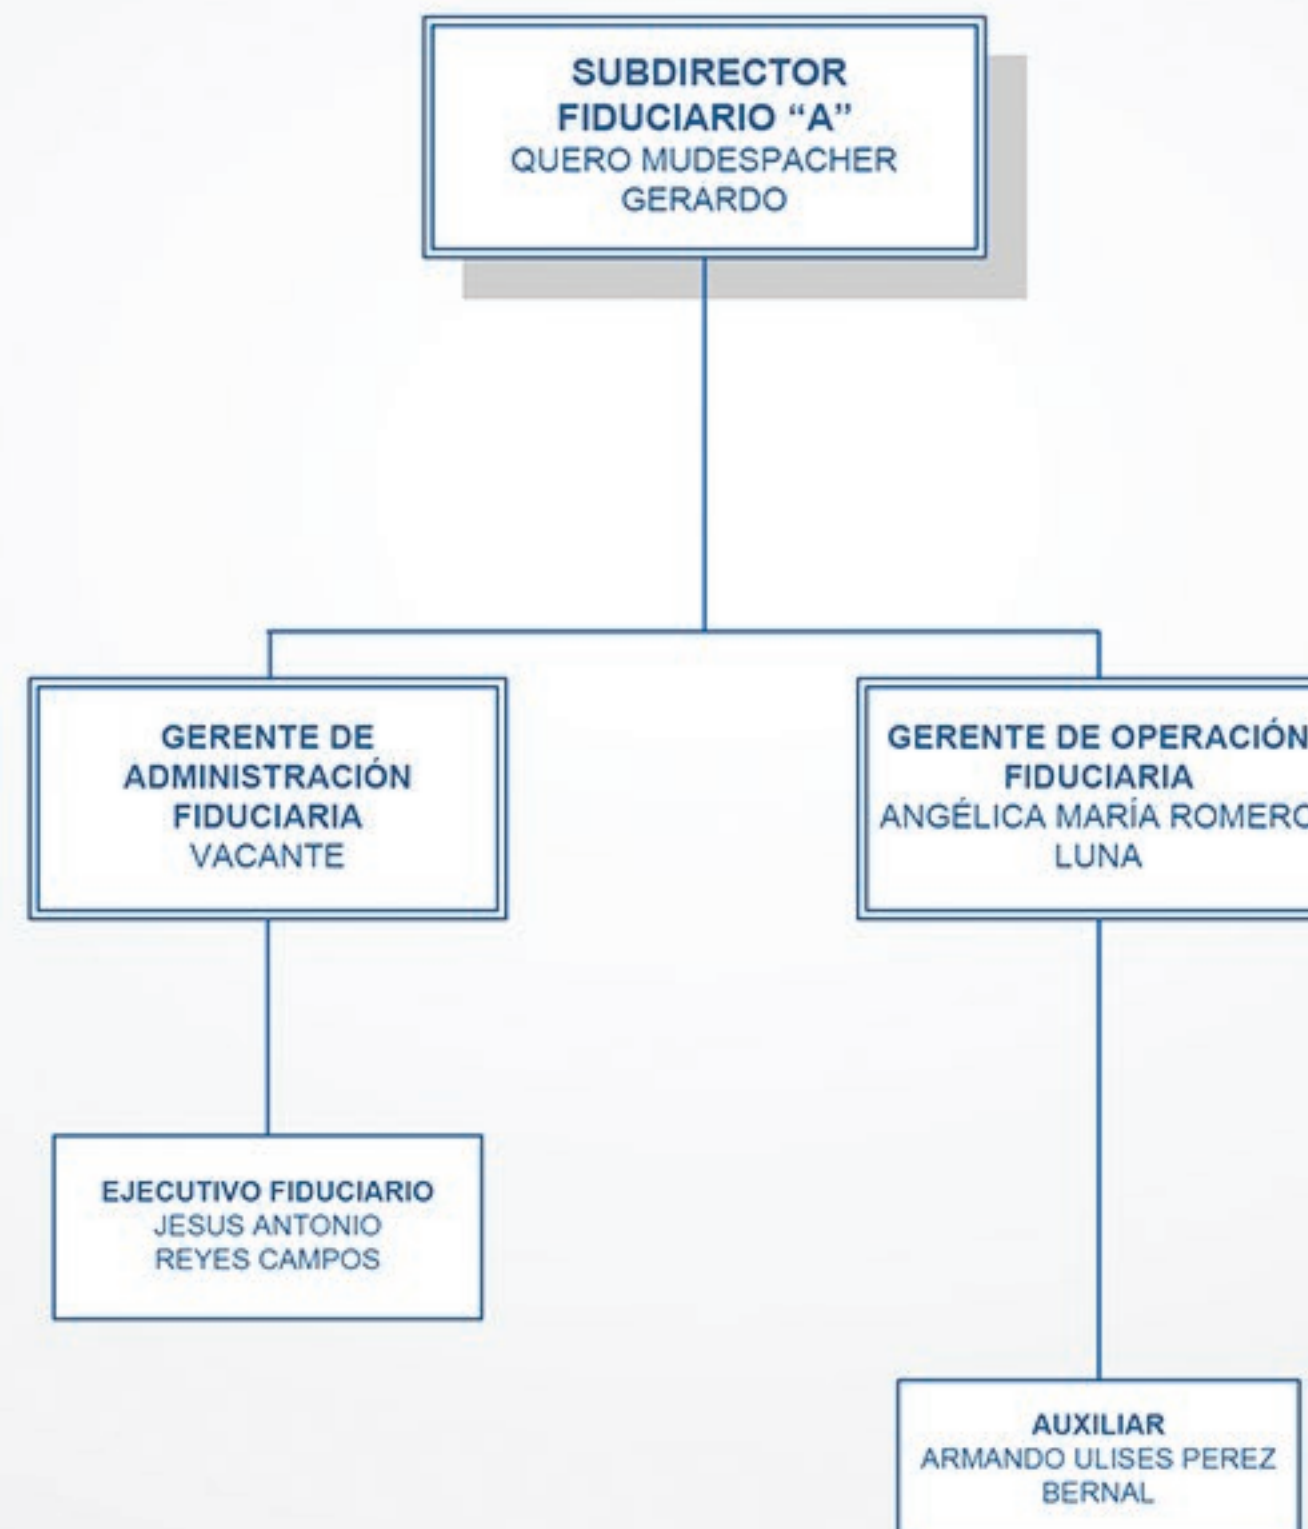 SUBDIRECTOR
FIDUCIARIO “A”
QUERO MUDESPACHER
GERARDO
GERENTE DE
ADMINISTRACIÓN
FIDUCIARIA
VACANTE
GERENTE DE OPERACIÓN
FIDUCIARIA
ANGÉLICA MARÍA ROMERO
LUNA
EJECUTIVO FIDUCIARIO
JESUS ANTONIO
REYES CAMPOS
AUXILIAR
ARMANDO ULISES PEREZ
BERNAL